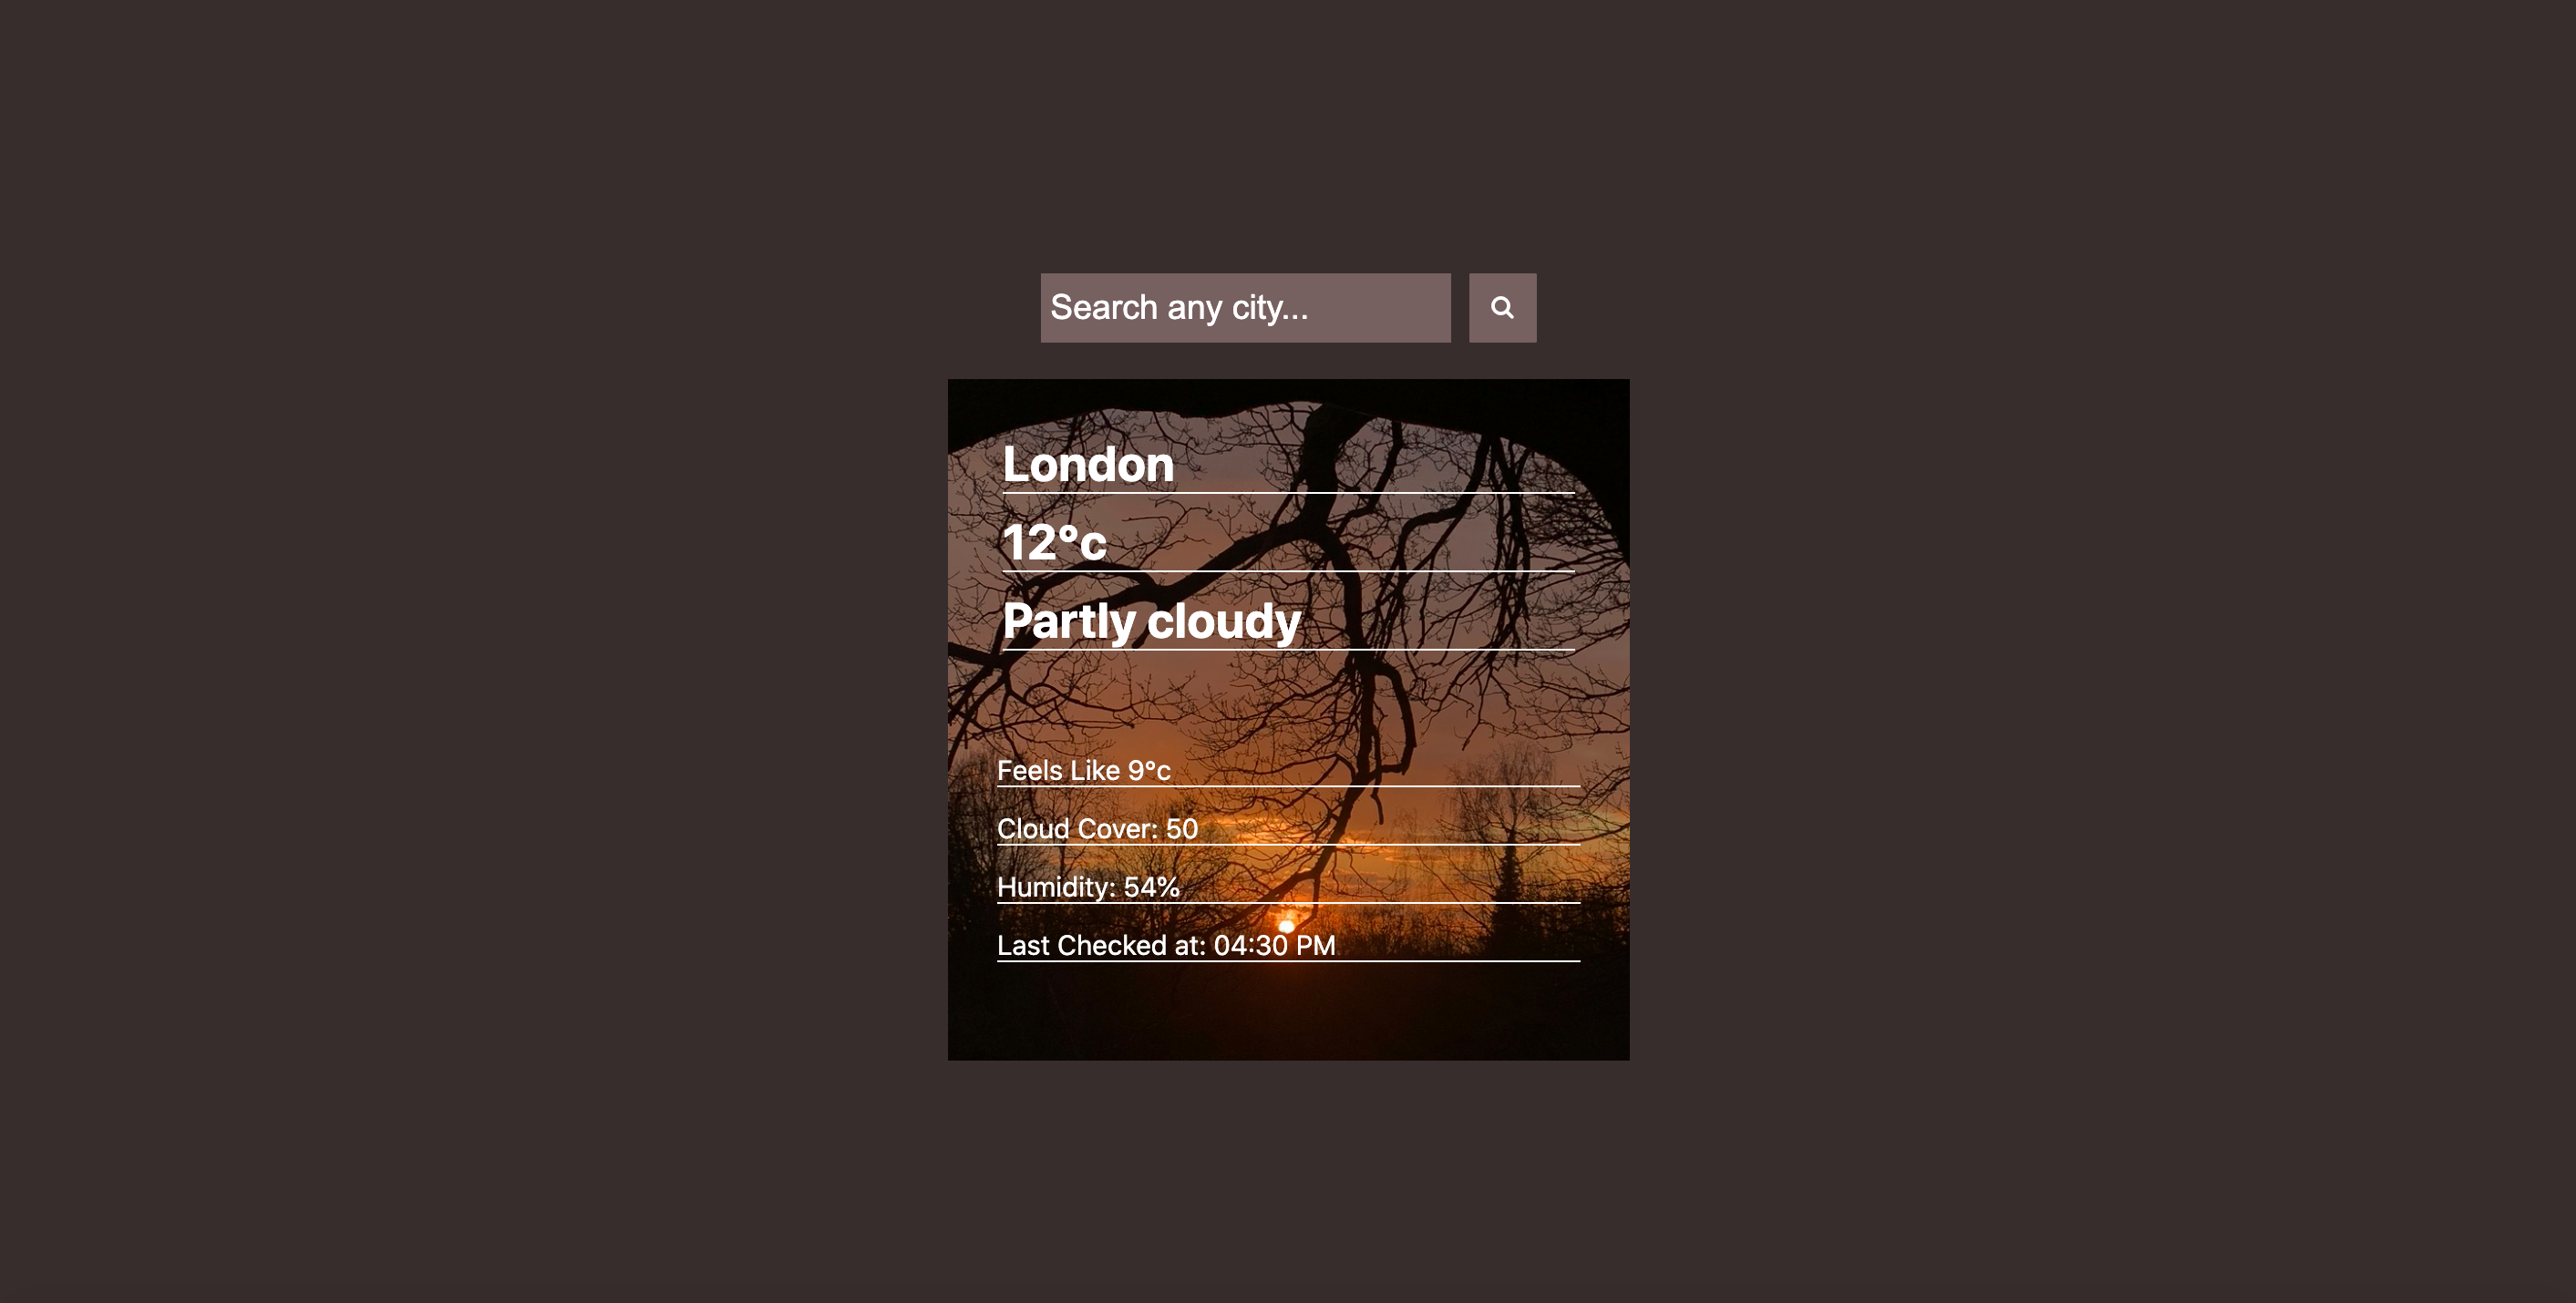 Search any city...
London
12°c
Partly cloudy
Feels Like 9°c
Cloud Cover: 50
Humidity: 54%
Last Checked at: 04:30 PM